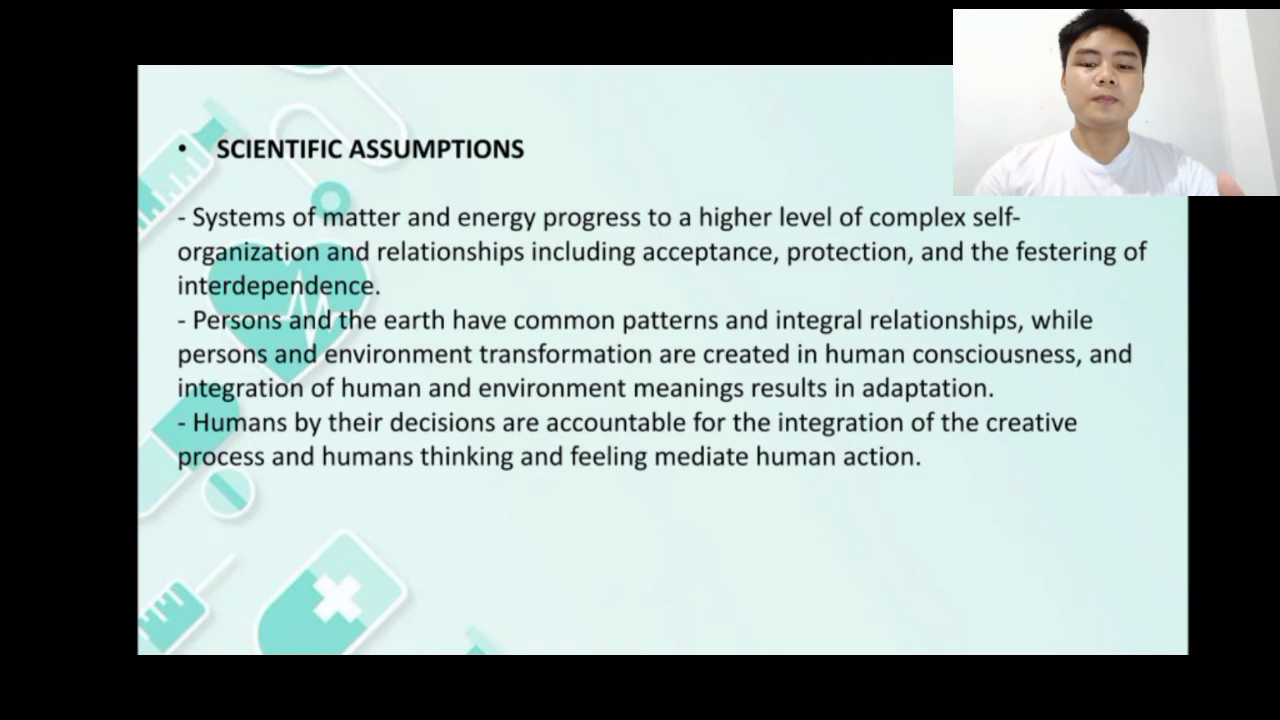 • SCIENTIFIC ASSUMPTIONS
- Systems of matter and energy progress to a higher level of complex self-
organization and relationships including acceptance, protection, and the festering of
interdependence.
- Persons and the earth have common patterns and integral relationships, while
persons and environment transformation are created in human consciousness, and
integration of human and environment meanings results in adaptation.
- Humans by their decisions are accountable for the integration of the creative
process and humans thinking and feeling mediate human action.